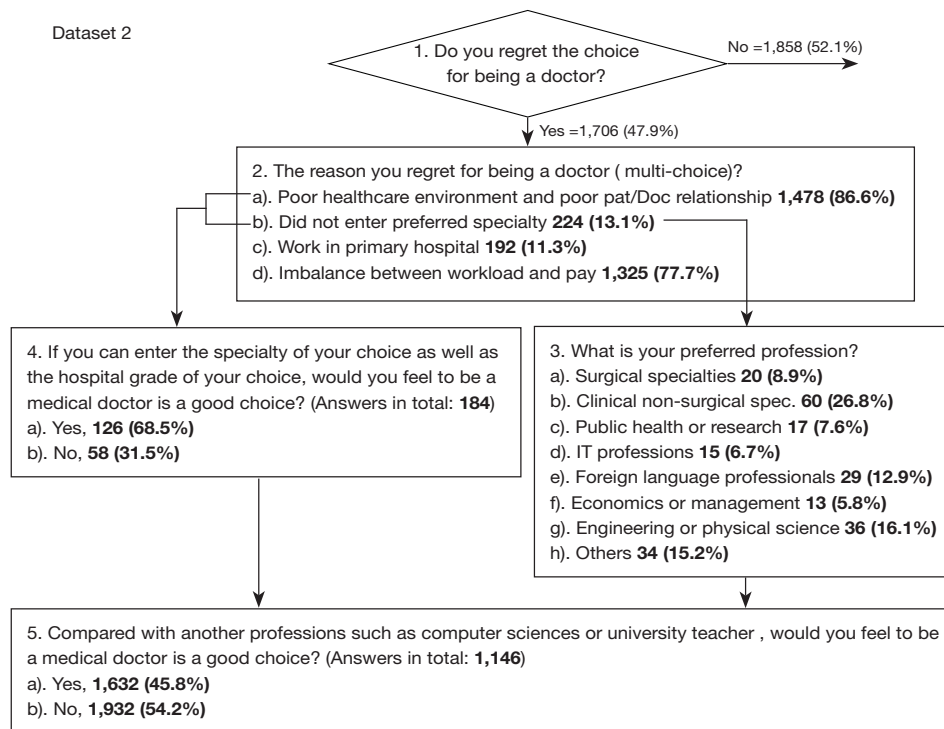 Dataset 2
1. Do you regret the choice
for being a doctor?
No =1,858 (52.1%)
Yes =1,706 (47.9%)
2. The reason you regret for being a doctor ( multi-choice)?
a). Poor healthcare environment and poor pat/Doc relationship 1,478 (86.6%)
b). Did not enter preferred specialty 224 (13.1%)
c). Work in primary hospital 192 (11.3%)
d). Imbalance between workload and pay 1,325 (77.7%)
4. If you can enter the specialty of your choice as well as
the hospital grade of your choice, would you feel to be a
medical doctor is a good choice? (Answers in total: 184)
a). Yes, 126 (68.5%)
b). No, 58 (31.5%)
3. What is your preferred profession?
a). Surgical specialties 20 (8.9%)
b). Clinical non-surgical spec. 60 (26.8%)
c). Public health or research 17 (7.6%)
d). IT professions 15 (6.7%)
e). Foreign language professionals 29 (12.9%)
f). Economics or management 13 (5.8%)
g). Engineering or physical science 36 (16.1%)
h). Others 34 (15.2%)
5. Compared with another professions such as computer sciences or university teacher , would you feel to be
a medical doctor is a good choice? (Answers in total: 1,146)
a). Yes, 1,632 (45.8%)
b). No, 1,932 (54.2%)